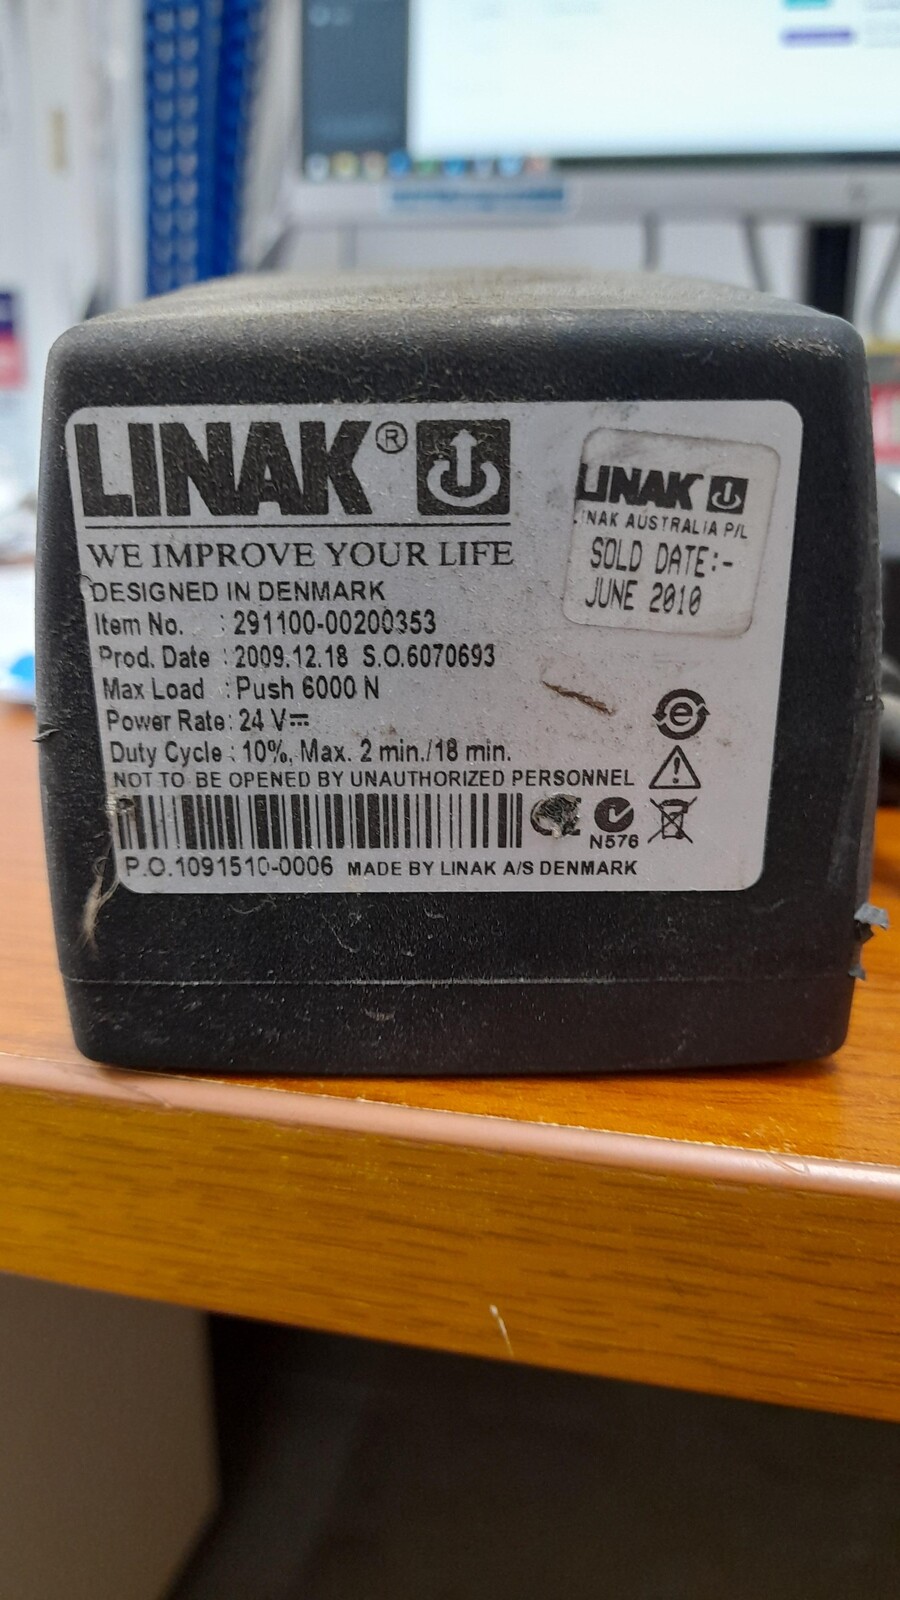 LINAK®
WE IMPROVE YOUR LIFE
DESIGNED IN DENMARK
Item No. : 291100-00200353
Prod. Date : 2009.12.18 S.O.6070693
Max Load : Push 6000 N
Power Rate: 24 V⎓
Duty Cycle : 10%, Max. 2 min./18 min.
NOT TO BE OPENED BY UNAUTHORIZED PERSONNEL
N576
P.O.1091510-0006 MADE BY LINAK A/S DENMARK
LINAK
LINAK AUSTRALIA P/L
SOLD DATE:-
JUNE 2010